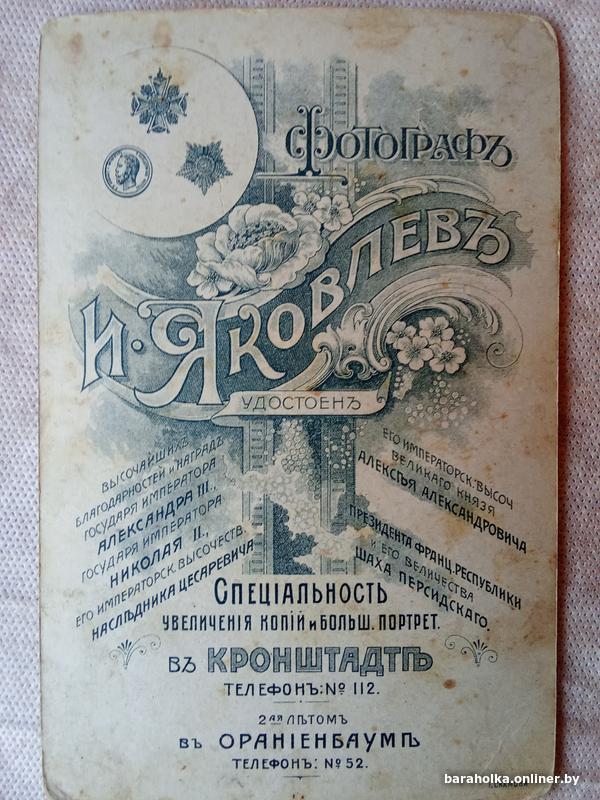 Фотографъ
И. Яковлевъ
УДОСТОЕНЪ
ВЫСОЧАЙШИХЪ
БЛАГОДАРНОСТЕЙ и НАГРАДЪ
ГОСУДАРЯ ИМПЕРАТОРА
АЛЕКСАНДРА III.,
ГОСУДАРЯ ИМПЕРАТОРА
НИКОЛАЯ II.,
ЕГО ИМПЕРАТОРСК. ВЫСОЧЕСТВ.
НАСЛѢДНИКА ЦЕСАРЕВИЧА
ЕГО ИМПЕРАТОРСК. ВЫСОЧ
ВЕЛИКАГО КНЯЗЯ
АЛЕКСѢЯ АЛЕКСАНДРОВИЧА
ПРЕЗИДЕНТА ФРАНЦ. РЕСПУБЛИКИ
И ЕГО ВЕЛИЧЕСТВА
ШАХА ПЕРСИДСКАГО.
СПЕЦІАЛЬНОСТЬ
УВЕЛИЧЕНІЯ КОПІЙ и БОЛЬШ. ПОРТРЕТ.
ВЪ КРОНШТАДТѢ
ТЕЛЕФОНЪ: № 112.
2АЯ ЛѢТОМЪ
ВЪ ОРАНІЕНБАУМѢ
ТЕЛЕФОНЪ: № 52.
baraholka.onliner.by